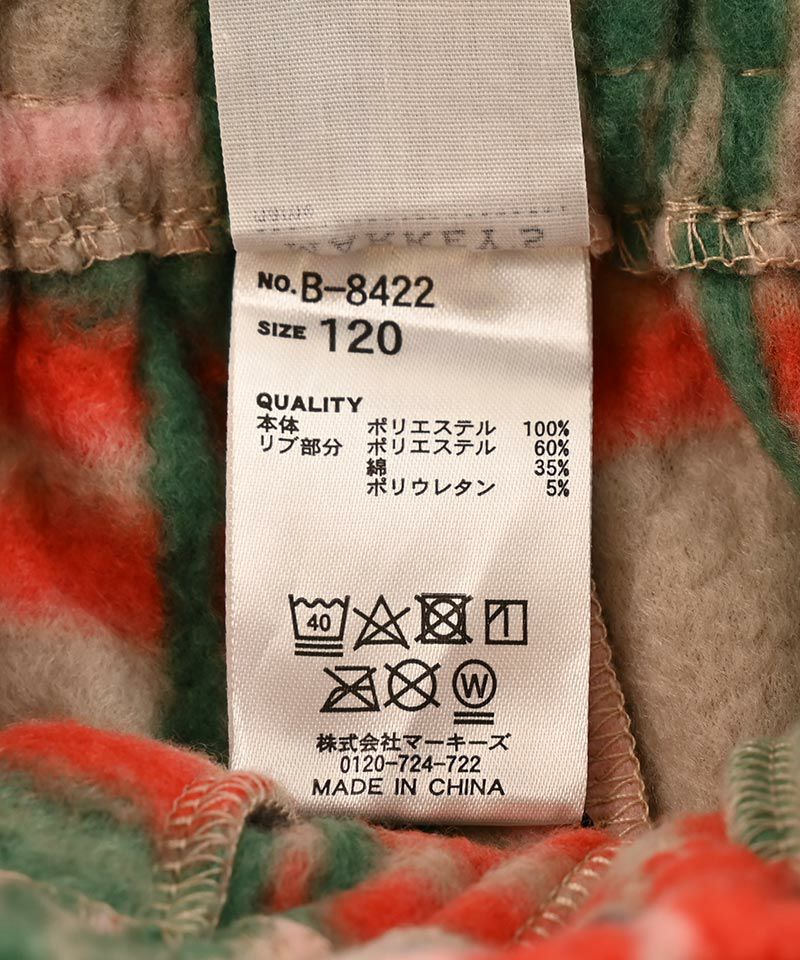 NO. B-8422
SIZE 120
QUALITY
本体 ポリエステル 100%
リブ部分 ポリエステル 60%
綿 35%
ポリウレタン 5%
40
W
株式会社マーキーズ
0120-724-722
MADE IN CHINA